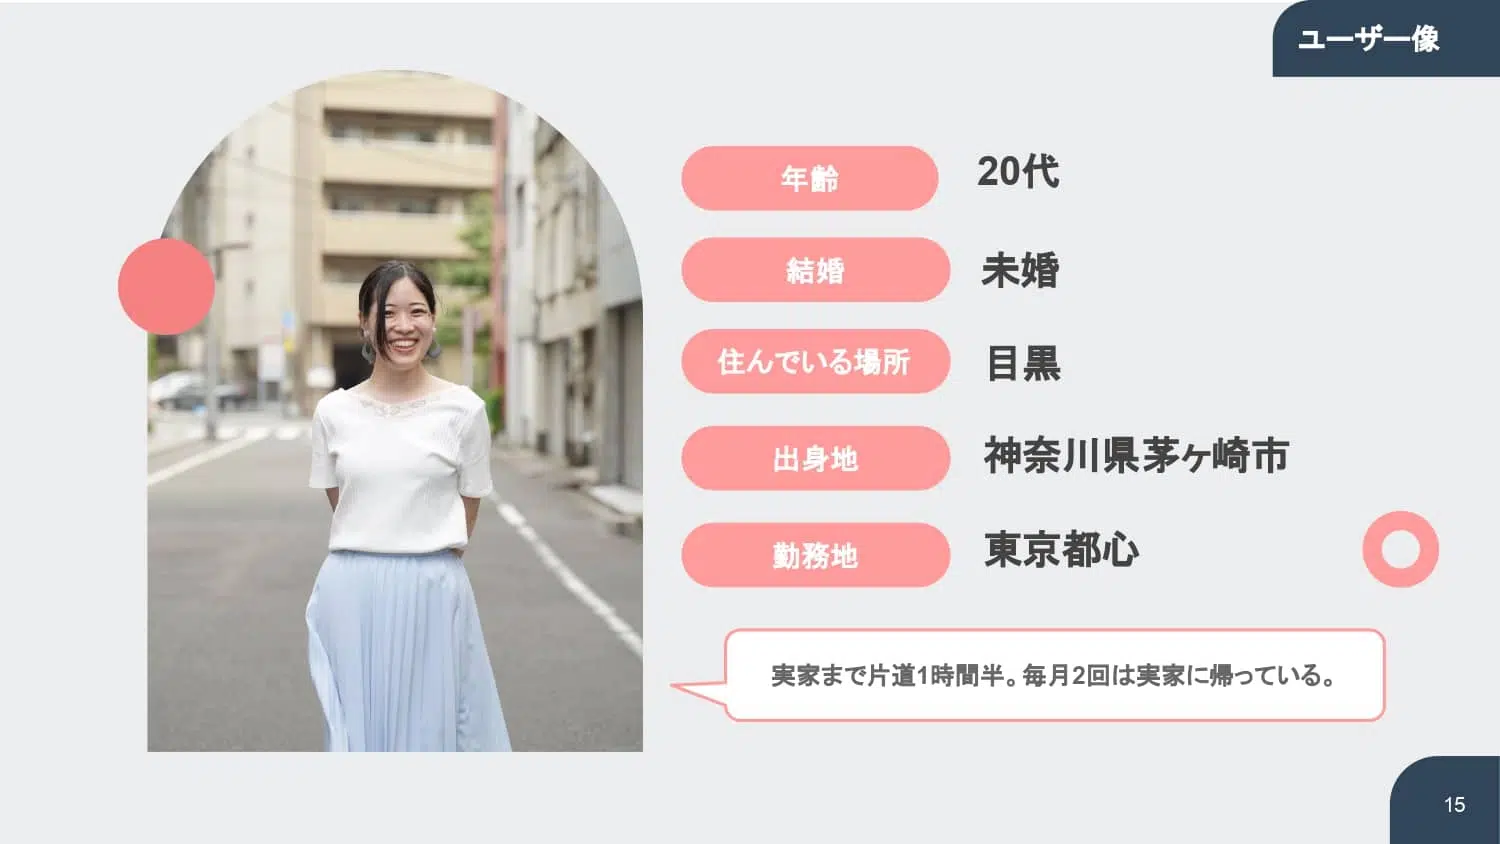 ユーザー像
年齢
20代
結婚
未婚
住んでいる場所
目黒
出身地
神奈川県茅ヶ崎市
勤務地
東京都心
実家まで片道1時間半。毎月2回は実家に帰っている。
15